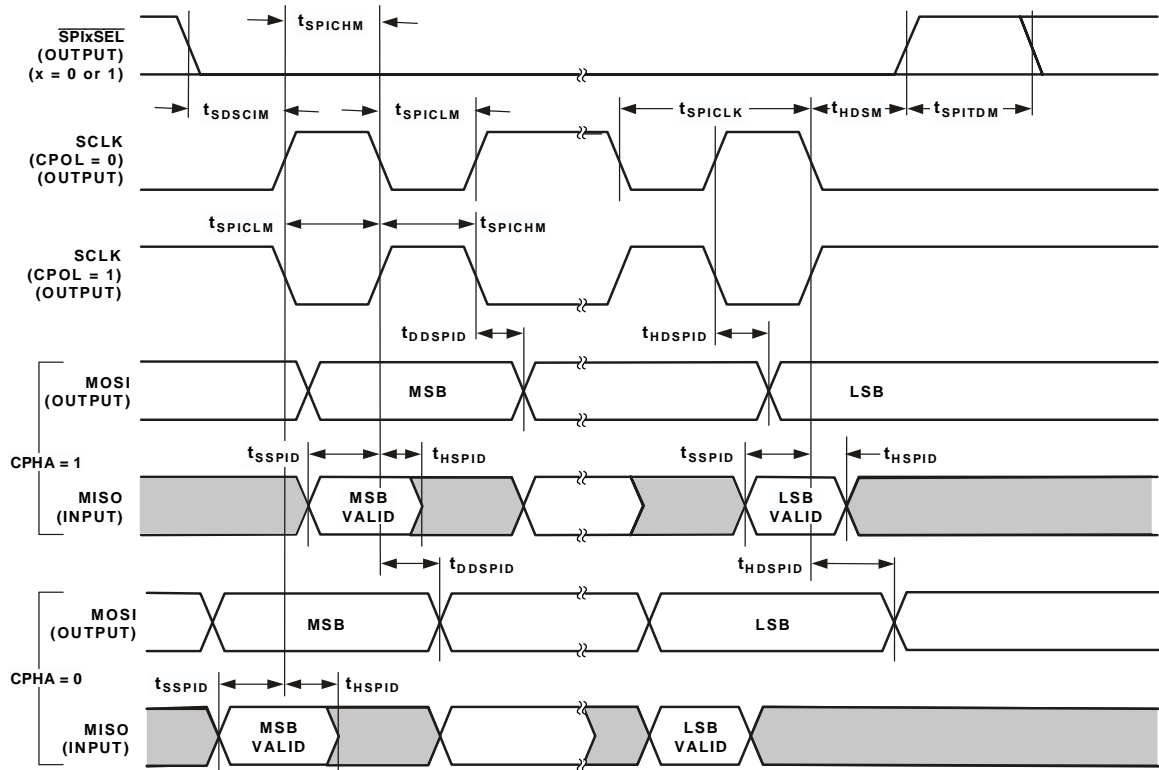 SPIxSEL
(OUTPUT)
(x = 0 or 1)
tSPICHM
tSDSCIM
tSPICLM
tSPICLK
tHDSM
tSPITDM
SCLK
(CPOL = 0)
(OUTPUT)
tSPICLM
tSPICHM
SCLK
(CPOL = 1)
(OUTPUT)
tDDSPID
tHDSPID
MOSI
(OUTPUT)
MSB
LSB
CPHA = 1
tSSPID
tHSPID
tSSPID
tHSPID
MISO
(INPUT)
MSB
VALID
LSB
VALID
tDDSPID
tHDSPID
MOSI
(OUTPUT)
MSB
LSB
CPHA = 0
tSSPID
tHSPID
MISO
(INPUT)
MSB
VALID
LSB
VALID